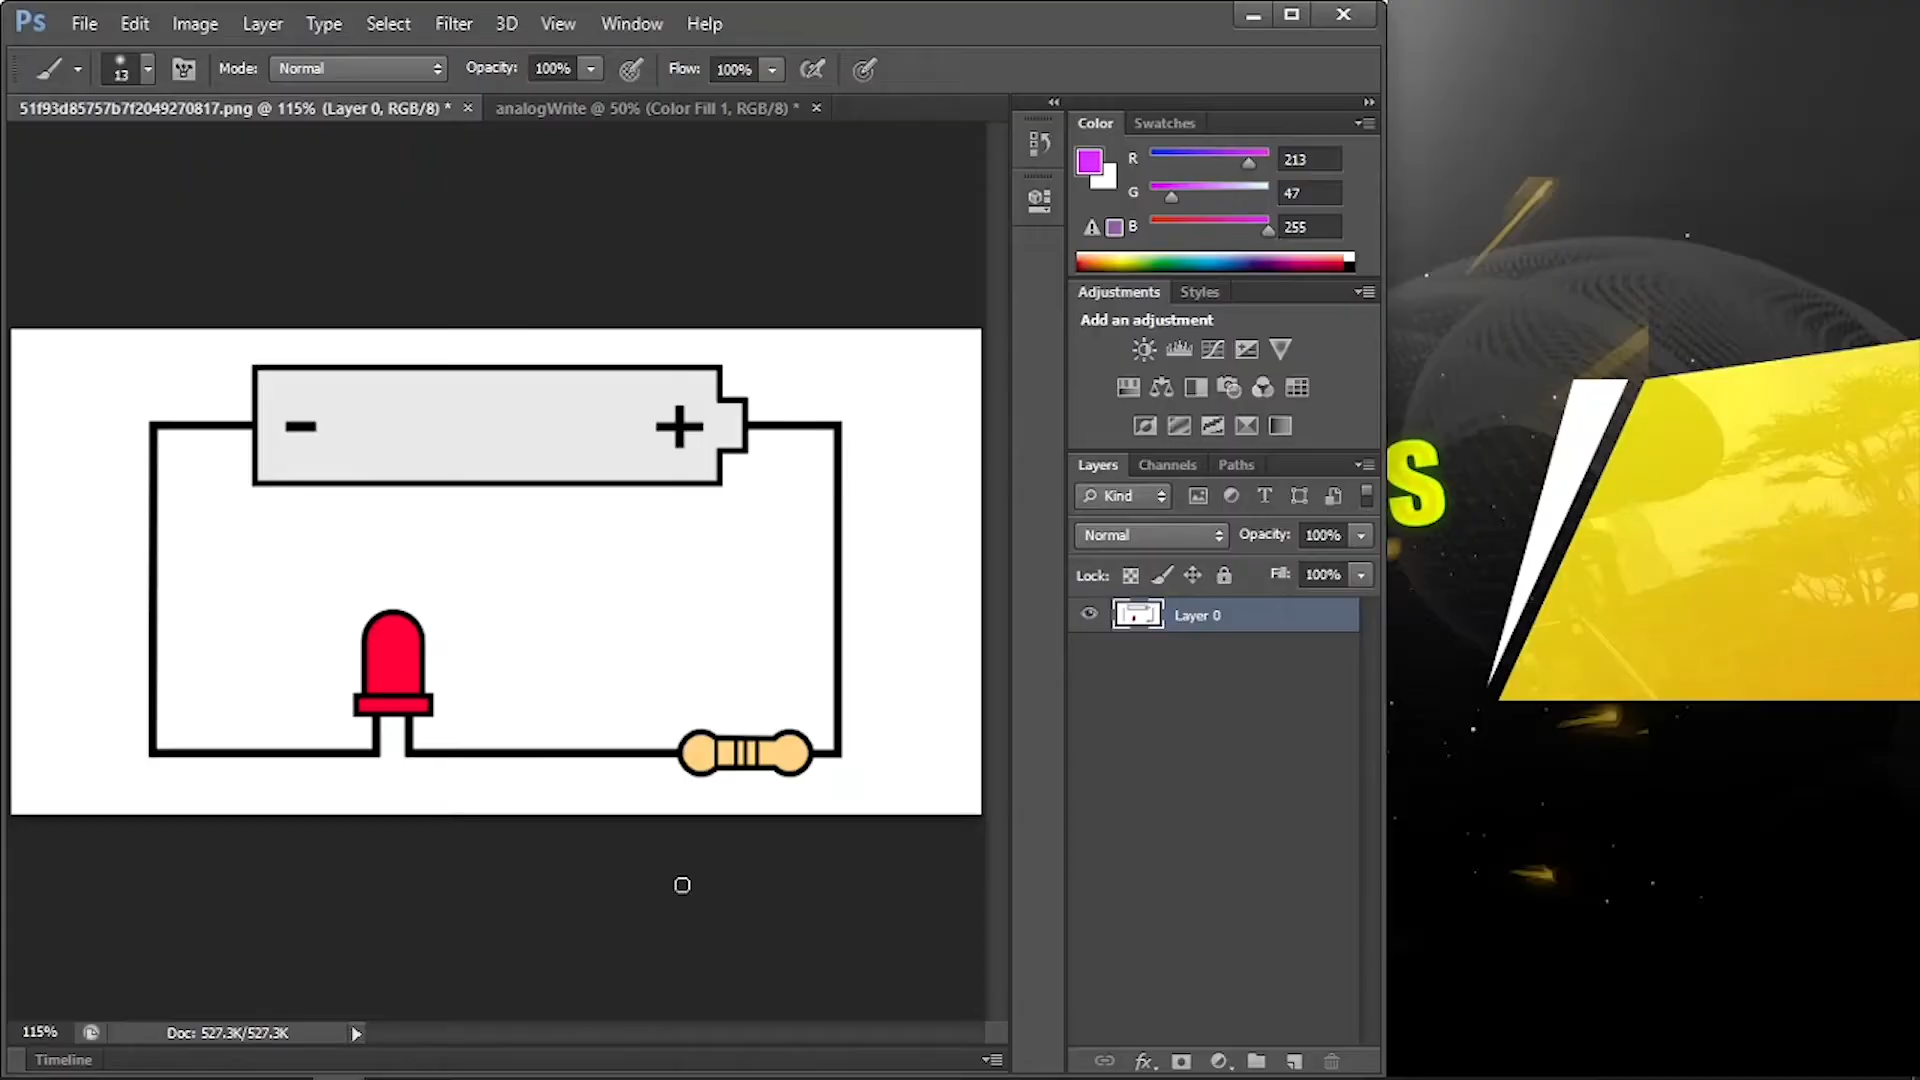 Ps File Edit Image Layer Type Select Filter 3D View Window Help
13 Mode: Normal Opacity: 100% Flow: 100%
51f93d85757b7f2049270817.png @ 115% (Layer 0, RGB/8) * × analogWrite @ 50% (Color Fill 1, RGB/8) * ×
Color Swatches
R 213
G 47
B 255
Adjustments Styles
Add an adjustment
− +
Layers Channels Paths
Kind
S
Normal Opacity: 100%
Lock: Fill: 100%
Layer 0
115% Doc: 527.3K/527.3K
Timeline
fx